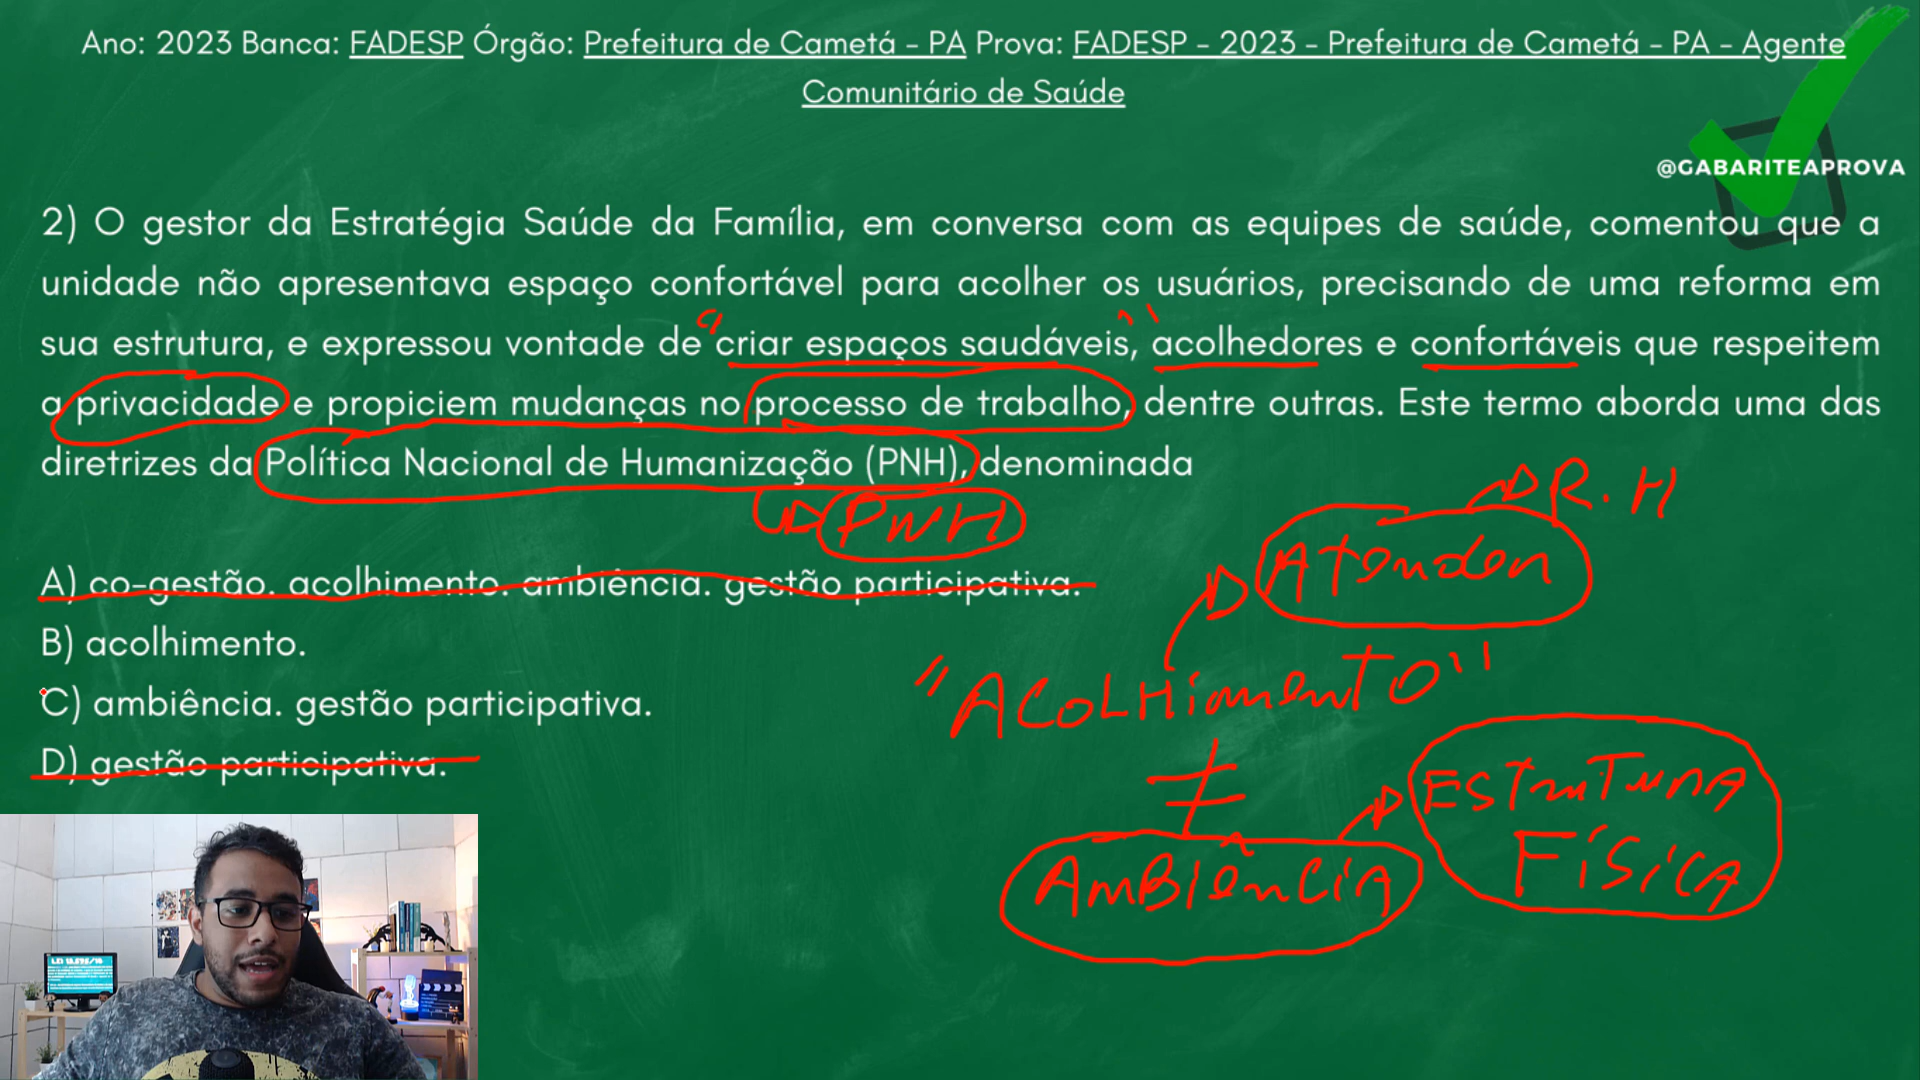 Ano: 2023 Banca: FADESP Órgão: Prefeitura de Cametá - PA Prova: FADESP - 2023 - Prefeitura de Cametá - PA - Agente
Comunitário de Saúde
@GABARITEAPROVA
2) O gestor da Estratégia Saúde da Família, em conversa com as equipes de saúde, comentou que a
unidade não apresentava espaço confortável para acolher os usuários, precisando de uma reforma em
sua estrutura, e expressou vontade de criar espaços saudáveis, acolhedores e confortáveis que respeitem
a privacidade e propiciem mudanças no processo de trabalho, dentre outras. Este termo aborda uma das
diretrizes da Política Nacional de Humanização (PNH), denominada
R.H
PNH
Atender
A) co-gestão. acolhimento. ambiência. gestão participativa.
B) acolhimento.
"ACOLHimento"
C) ambiência. gestão participativa.
D) gestão participativa.
≠
ESTRUTURA
FÍSICA
AmBiênCiA
LEI 13.595/18